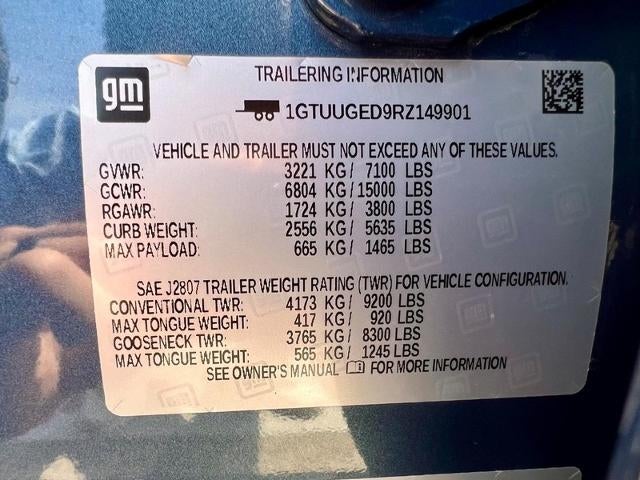 gm
TRAILERING INFORMATION
1GTUUGED9RZ149901
VEHICLE AND TRAILER MUST NOT EXCEED ANY OF THESE VALUES.
GVWR: 3221 KG/ 7100 LBS
GCWR: 6804 KG/ 15000 LBS
RGAWR: 1724 KG/ 3800 LBS
CURB WEIGHT: 2556 KG/ 5635 LBS
MAX PAYLOAD: 665 KG/ 1465 LBS
SAE J2807 TRAILER WEIGHT RATING (TWR) FOR VEHICLE CONFIGURATION.
CONVENTIONAL TWR: 4173 KG/ 9200 LBS
MAX TONGUE WEIGHT: 417 KG/ 920 LBS
GOOSENECK TWR: 3765 KG/ 8300 LBS
MAX TONGUE WEIGHT: 565 KG/ 1245 LBS
SEE OWNER'S MANUAL FOR MORE INFORMATION